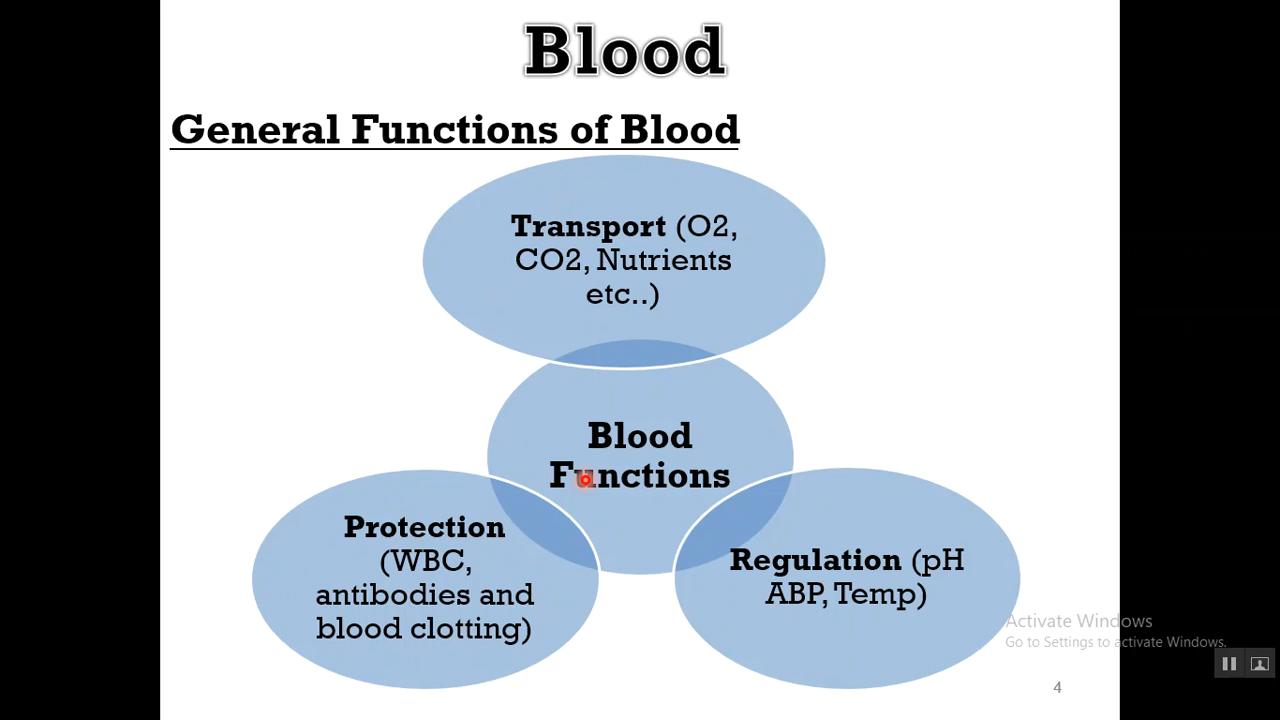 Blood
General Functions of Blood
Transport (O2,
CO2, Nutrients
etc..)
Blood
Functions
Protection
(WBC,
antibodies and
blood clotting)
Regulation (pH
ABP, Temp)
Activate Windows
Go to Settings to activate Windows.
4